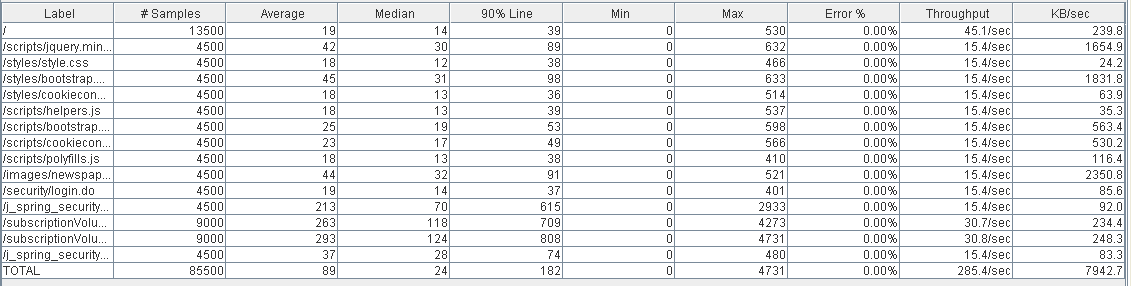 Label # Samples Average Median 90% Line Min Max Error % Throughput KB/sec
/ 13500 19 14 39 0 530 0.00% 45.1/sec 239.8
/scripts/jquery.min... 4500 42 30 89 0 632 0.00% 15.4/sec 1654.9
/styles/style.css 4500 18 12 38 0 466 0.00% 15.4/sec 24.2
/styles/bootstrap.... 4500 45 31 98 0 633 0.00% 15.4/sec 1831.8
/styles/cookiecon... 4500 18 13 36 0 514 0.00% 15.4/sec 63.9
/scripts/helpers.js 4500 18 13 39 0 537 0.00% 15.4/sec 35.3
/scripts/bootstrap.... 4500 25 19 53 0 598 0.00% 15.4/sec 563.4
/scripts/cookiecon... 4500 23 17 49 0 566 0.00% 15.4/sec 530.2
/scripts/polyfills.js 4500 18 13 38 0 410 0.00% 15.4/sec 116.4
/images/newspap... 4500 44 32 91 0 521 0.00% 15.4/sec 2350.8
/security/login.do 4500 19 14 37 0 401 0.00% 15.4/sec 85.6
/j_spring_security... 4500 213 70 615 0 2933 0.00% 15.4/sec 92.0
/subscriptionVolu... 9000 263 118 709 0 4273 0.00% 30.7/sec 234.4
/subscriptionVolu... 9000 293 124 808 0 4731 0.00% 30.8/sec 248.3
/j_spring_security... 4500 37 28 74 0 480 0.00% 15.4/sec 83.3
TOTAL 85500 89 24 182 0 4731 0.00% 285.4/sec 7942.7